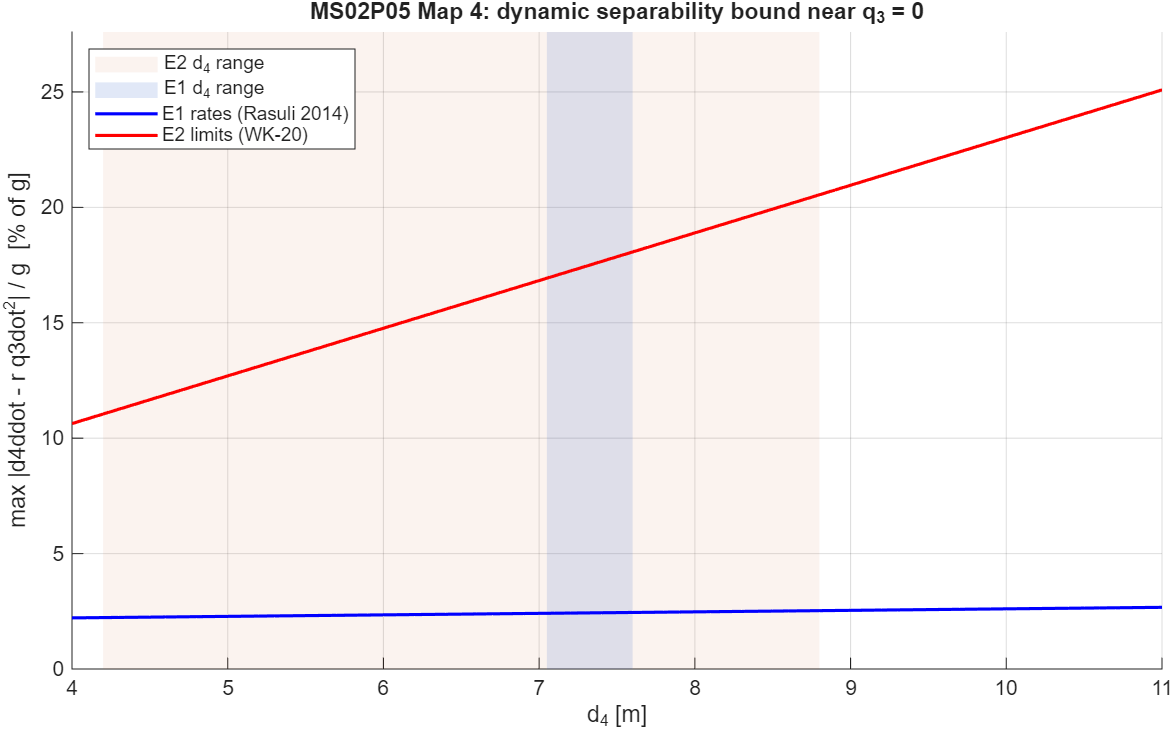 MS02P05 Map 4: dynamic separability bound near q₃ = 0
E2 d₄ range
E1 d₄ range
E1 rates (Rasuli 2014)
E2 limits (WK-20)
max |d4ddot - r q3dot²| / g  [% of g]
25
20
15
10
5
0
4 5 6 7 8 9 10 11
d₄ [m]